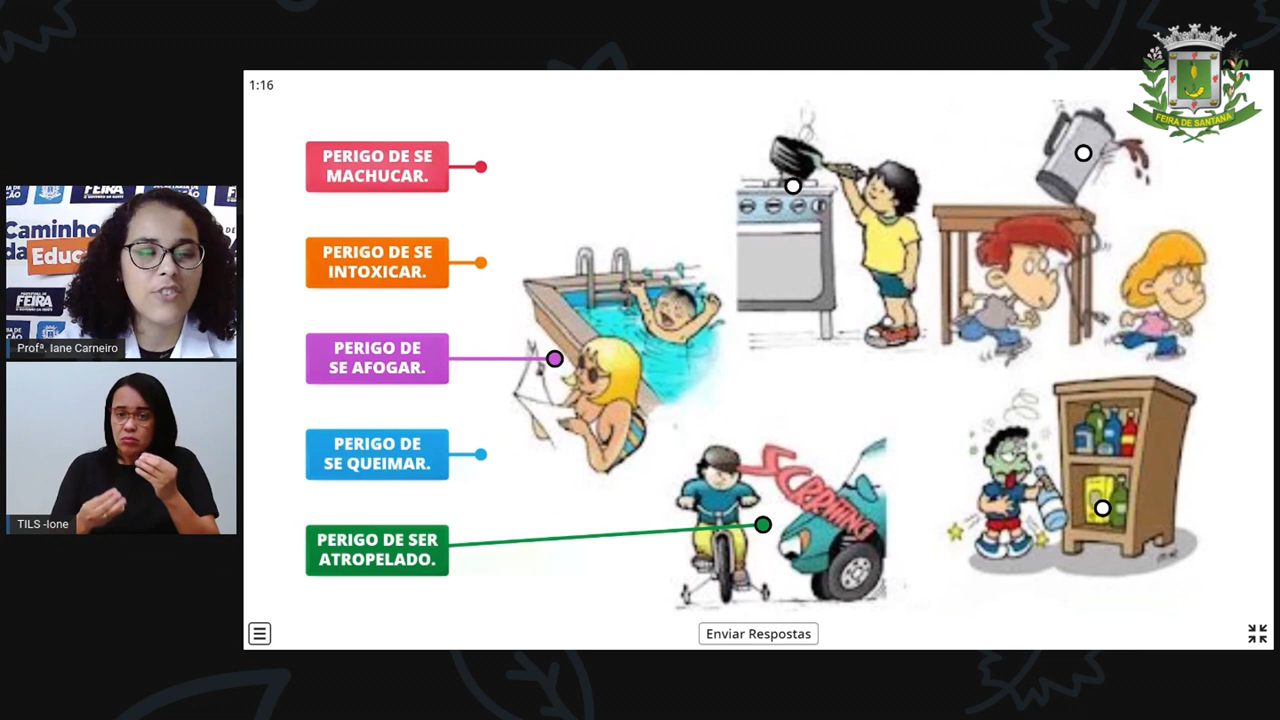 1:16
FEIRA DE SANTANA
PERIGO DE SE
MACHUCAR.
PERIGO DE SE
INTOXICAR.
PERIGO DE
SE AFOGAR.
PERIGO DE
SE QUEIMAR.
PERIGO DE SER
ATROPELADO.
Enviar Respostas
FEIRA
Caminho
da Educ
FEIRA
Profª. Iane Carneiro
TILS -Ione